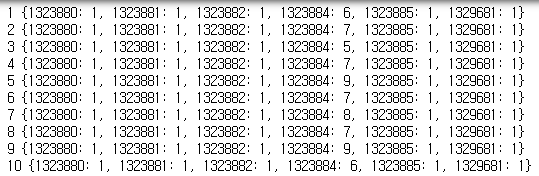 1 {1323880: 1, 1323881: 1, 1323882: 1, 1323884: 6, 1323885: 1, 1329681: 1}
2 {1323880: 1, 1323881: 1, 1323882: 1, 1323884: 7, 1323885: 1, 1329681: 1}
3 {1323880: 1, 1323881: 1, 1323882: 1, 1323884: 5, 1323885: 1, 1329681: 1}
4 {1323880: 1, 1323881: 1, 1323882: 1, 1323884: 7, 1323885: 1, 1329681: 1}
5 {1323880: 1, 1323881: 1, 1323882: 1, 1323884: 9, 1323885: 1, 1329681: 1}
6 {1323880: 1, 1323881: 1, 1323882: 1, 1323884: 7, 1323885: 1, 1329681: 1}
7 {1323880: 1, 1323881: 1, 1323882: 1, 1323884: 8, 1323885: 1, 1329681: 1}
8 {1323880: 1, 1323881: 1, 1323882: 1, 1323884: 7, 1323885: 1, 1329681: 1}
9 {1323880: 1, 1323881: 1, 1323882: 1, 1323884: 9, 1323885: 1, 1329681: 1}
10 {1323880: 1, 1323881: 1, 1323882: 1, 1323884: 6, 1323885: 1, 1329681: 1}